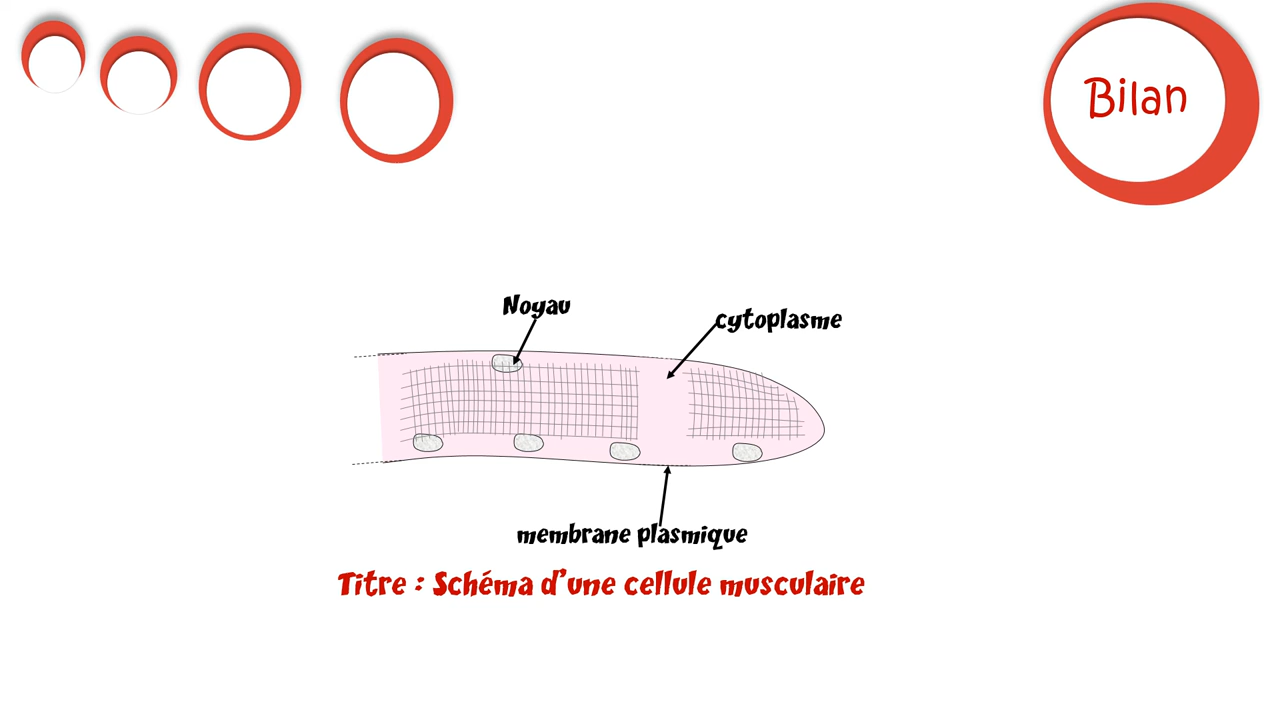 Bilan
Noyau
cytoplasme
membrane plasmique
Titre : Schéma d'une cellule musculaire